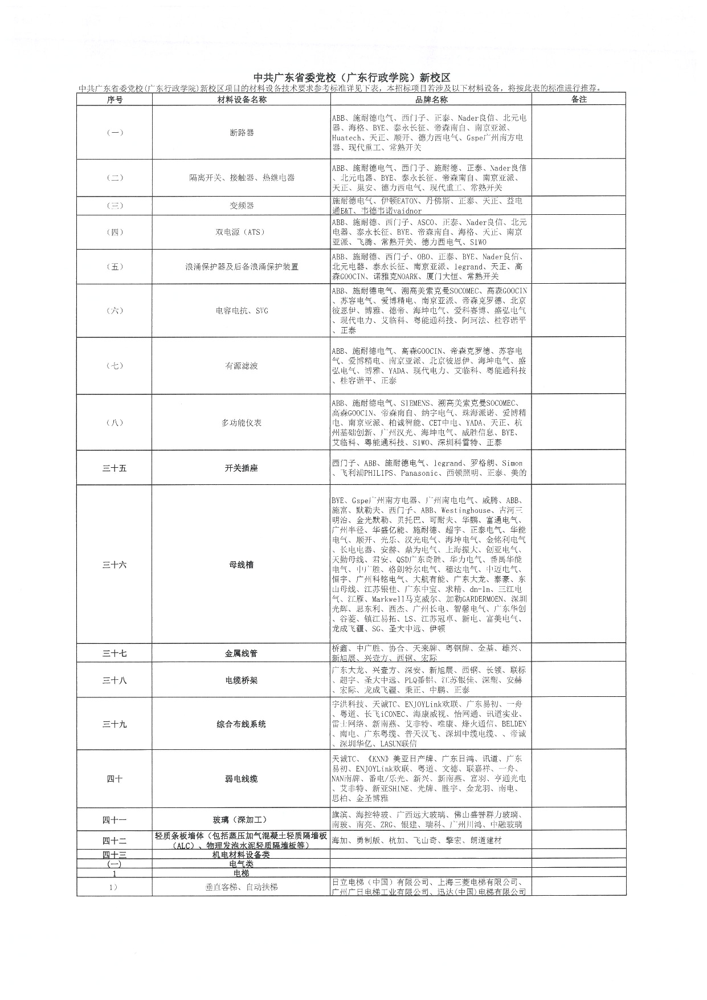 中共广东省委党校（广东行政学院）新校区
中共广东省委党校(广东行政学院)新校区项目的材料设备技术要求参考标准详见下表，本招标项目若涉及以下材料设备，将按此表的标准进行推荐。
序号 材料设备名称 品牌名称 备注
（一） 断路器
ABB、施耐德电气、西门子、正泰、Nader良信、北元电
器、海格、BYE、泰永长征、帝森南自、南京亚派、
Huatech、天正、顺开、德力西电气、Gspe广州南方电
器、现代重工、常熟开关
（二） 隔离开关、接触器、热继电器
ABB、施耐德电气、西门子、施耐德、正泰、Nader良信
、北元电器、BYE、泰永长征、帝森南自、南京亚派、
天正、巢安、德力西电气、现代重工、常熟开关
（三） 变频器
施耐德电气、伊顿EATON、丹佛斯、正泰、天正、益电
通E&T、韦德韦诺vaidnor
（四） 双电源（ATS）
ABB、施耐德、西门子、ASCO、正泰、Nader良信、北元
电器、泰永长征、BYE、帝森南自、海格、天正、南京
亚派、飞腾、常熟开关、德力西电气、SIWO
（五） 浪涌保护器及后备浪涌保护装置
ABB、施耐德、西门子、OBO、正泰、BYE、Nader良信、
北元电器、泰永长征、南京亚派、legrand、天正、高
森GOOCIN、诺雅克NOARK、厦门大恒、常熟开关
（六） 电容电抗、SVG
ABB、施耐德电气、溯高美索克曼SOCOMEC、高森GOOCIN
、苏容电气、爱博精电、南京亚派、帝森克罗德、北京
彼恩伊、博雅、德帝、海坤电气、爱科赛博、盛弘电气
、现代电力、艾临科、粤能通科技、阿珂法、桂容谐平
、正泰
（七） 有源滤波
ABB、施耐德电气、高森GOOCIN、帝森克罗德、苏容电
气、爱博精电、南京亚派、北京彼恩伊、海坤电气、盛
弘电气、博雅、YADA、现代电力、艾临科、粤能通科技
、桂容谐平、正泰
（八） 多功能仪表
ABB、施耐德电气、SIEMENS、溯高美索克曼SOCOMEC、
高森GOOCIN、帝森南自、纳宇电气、珠海派诺、爱博精
电、南京亚派、柏诚智能、CET中电、YADA、天正、杭
州基础创新、广州汉光、海坤电气、威胜信息、BYE、
艾临科、粤能通科技、SIWO、深圳科雷特、正泰
三十五 开关插座
西门子、ABB、施耐德电气、legrand、罗格朗、Simon
、飞利浦PHILIPS、Panasonic、西顿照明、正泰、美的
三十六 母线槽
BYE、Gspe广州南方电器、广州南电电气、威腾、ABB、
施富、默勒夫、西门子、ABB、Westinghouse、古河三
明治、金光默勒、贝托巴、可耐夫、华鹏、富通电气、
广州半径、华盛亿能、施耐德、超宇、正泰电气、华能
电气、顺开、光乐、汉光电气、海坤电气、金铭利电气
、长电电器、安赫、鼎为电气、上海振大、创亚电气、
天勤母线、君安、QSD广东奇胜、华力电气、番禺华能
电气、中广胜、格朗特尔电气、穗达电气、中迈电气、
恒宇、广州科铭电气、大航有能、广东大龙、泰豪、东
山母线、江苏银佳、广东中宝、求精、dn-ln、三江电
气、江雁、Markwell马克威尔、加勒GARDERMOEN、深圳
光辉、思东利、西杰、广州长电、智馨电气、广东华创
、谷菱、镇江易拓、LS、江苏冠卓、新电、富美电气、
龙成飞疆、SG、圣大中远、伊顿
三十七 金属线管
桥鑫、中广胜、协合、天来牌、粤钢牌、金基、雄兴、
新旭展、兴壹方、西钢、宏际
三十八 电缆桥架
广东大龙、兴壹方、深安、新旭展、西钢、长领、联标
、超宇、圣大中远、PLQ番铝、江苏银佳、深塑、安赫
、宏际、龙成飞疆、秉正、中鹏、正泰
三十九 综合布线系统
宇洪科技、天诚TC、ENJOYLink欢联、广东易初、一舟
、粤道、长飞iCONEC、海康威视、怡网通、讯道实业、
雷士网络、新南燕、艾非特、唯康、烽火通信、BELDEN
、南电、广东粤缆、普天汉飞、深圳中缆电缆、、帝诚
、深圳华亿、LASUN联信
四十 弱电线缆
天诚TC、《KNN》美亚日产牌、广东日鸿、讯道、广东
易初、ENJOYLink欢联、粤道、文德、联嘉祥、一舟、
NAN南牌、番电/乐光、新兴、新南燕、富羽、亨通光电
、艾非特、新亚SHINE、光牌、胜宇、金龙羽、南电、
思柏、金圣博雅
四十一 玻璃（深加工）
旗滨、海控特玻、广西远大玻璃、佛山盛誉群力玻璃、
南玻、南亮、ZRG、银建、瑞科、广州川鸿、中融玻璃
四十二
轻质条板墙体（包括蒸压加气混凝土轻质隔墙板
（ALC）、物理发泡水泥轻质隔墙板等）
海加、勇制版、杭加、飞山奇、擎宏、朗道建材
四十三 机电材料设备类
(一) 电气类
1 电梯
1） 垂直客梯、自动扶梯
日立电梯（中国）有限公司、上海三菱电梯有限公司、
广州广日电梯工业有限公司、迅达(中国)电梯有限公司